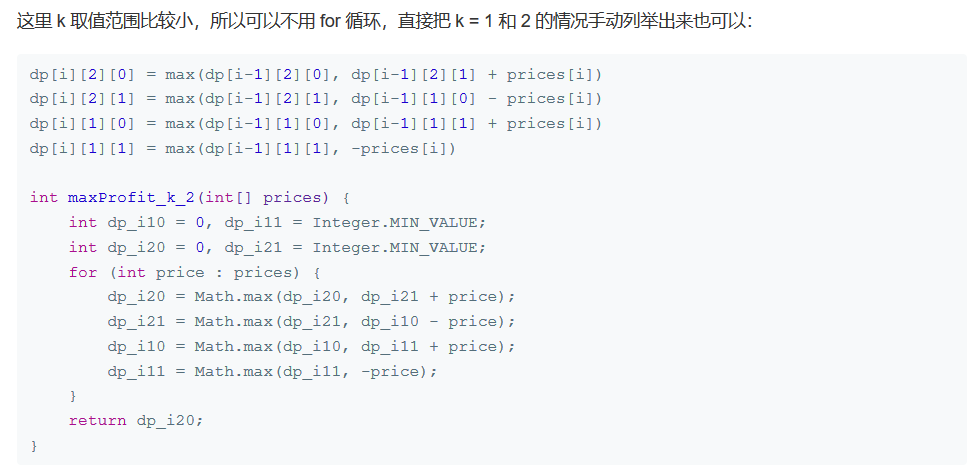 这里 k 取值范围比较小，所以可以不用 for 循环，直接把 k = 1 和 2 的情况手动列举出来也可以：
dp[i][2][0] = max(dp[i-1][2][0], dp[i-1][2][1] + prices[i])
dp[i][2][1] = max(dp[i-1][2][1], dp[i-1][1][0] - prices[i])
dp[i][1][0] = max(dp[i-1][1][0], dp[i-1][1][1] + prices[i])
dp[i][1][1] = max(dp[i-1][1][1], -prices[i])

int maxProfit_k_2(int[] prices) {
    int dp_i10 = 0, dp_i11 = Integer.MIN_VALUE;
    int dp_i20 = 0, dp_i21 = Integer.MIN_VALUE;
    for (int price : prices) {
        dp_i20 = Math.max(dp_i20, dp_i21 + price);
        dp_i21 = Math.max(dp_i21, dp_i10 - price);
        dp_i10 = Math.max(dp_i10, dp_i11 + price);
        dp_i11 = Math.max(dp_i11, -price);
    }
    return dp_i20;
}